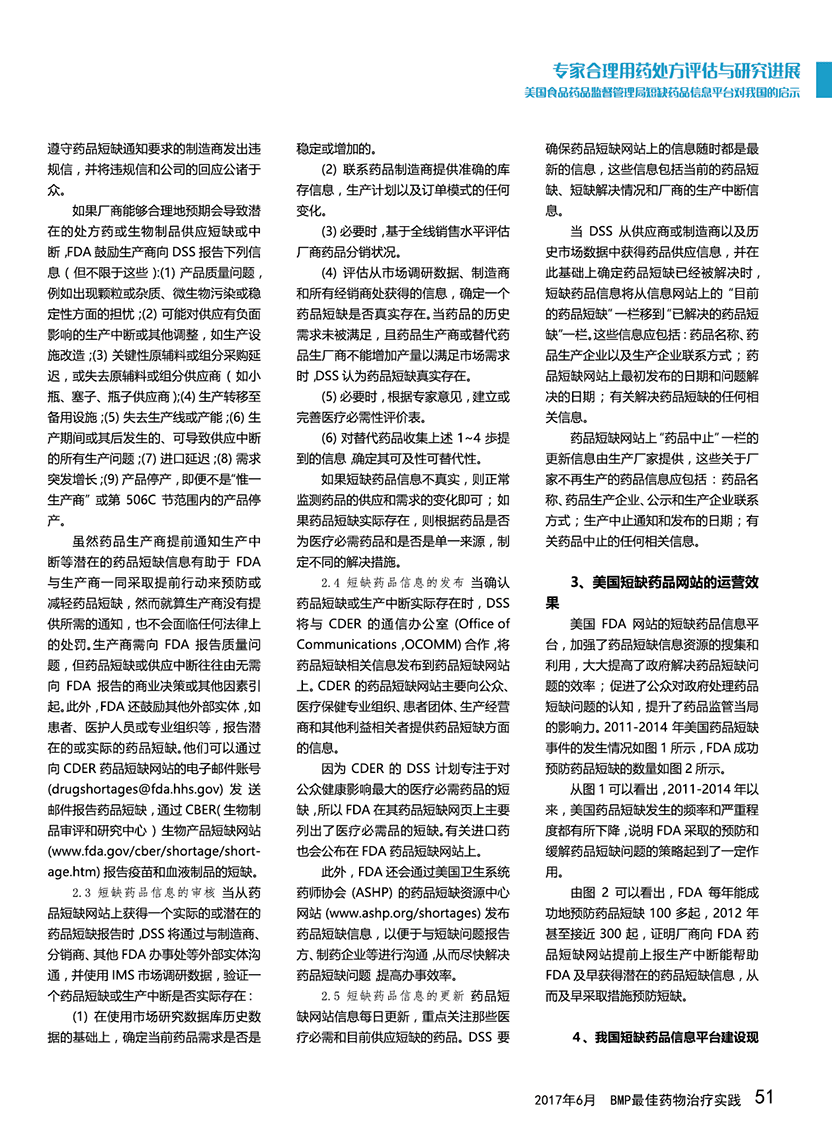 专家合理用药处方评估与研究进展
美国食品药品监督管理局短缺药品信息平台对我国的启示
遵守药品短缺通知要求的制造商发出违
规信，并将违规信和公司的回应公诸于
众。
如果厂商能够合理地预期会导致潜
在的处方药或生物制品供应短缺或中
断，FDA 鼓励生产商向 DSS 报告下列信
息（但不限于这些）:(1) 产品质量问题，
例如出现颗粒或杂质、微生物污染或稳
定性方面的担忧；(2) 可能对供应有负面
影响的生产中断或其他调整，如生产设
施改造；(3) 关键性原辅料或组分采购延
迟，或失去原辅料或组分供应商（如小
瓶、塞子、瓶子供应商）;(4) 生产转移至
备用设施；(5) 失去生产线或产能；(6) 生
产期间或其后发生的、可导致供应中断
的所有生产问题；(7) 进口延迟；(8) 需求
突发增长；(9) 产品停产，即便不是“惟一
生产商”或第 506C 节范围内的产品停
产。
虽然药品生产商提前通知生产中
断等潜在的药品短缺信息有助于 FDA
与生产商一同采取提前行动来预防或
减轻药品短缺，然而就算生产商没有提
供所需的通知，也不会面临任何法律上
的处罚。生产商需向 FDA 报告质量问
题，但药品短缺或供应中断往往由无需
向 FDA 报告的商业决策或其他因素引
起。此外，FDA 还鼓励其他外部实体，如
患者、医护人员或专业组织等，报告潜
在的或实际的药品短缺。他们可以通过
向 CDER 药品短缺网站的电子邮件账号
(drugshortages@fda.hhs.gov) 发 送
邮件报告药品短缺，通过 CBER（生物制
品审评和研究中心）生物产品短缺网站
(www.fda.gov/cber/shortage/short-
age.htm) 报告疫苗和血液制品的短缺。
2.3 短缺药品信息的审核 当从药
品短缺网站上获得一个实际的或潜在的
药品短缺报告时，DSS 将通过与制造商、
分销商、其他 FDA 办事处等外部实体沟
通，并使用 IMS 市场调研数据，验证一
个药品短缺或生产中断是否实际存在：
(1) 在使用市场研究数据库历史数
据的基础上，确定当前药品需求是否是
稳定或增加的。
(2) 联系药品制造商提供准确的库
存信息，生产计划以及订单模式的任何
变化。
(3) 必要时，基于全线销售水平评估
厂商药品分销状况。
(4) 评估从市场调研数据、制造商
和所有经销商处获得的信息，确定一个
药品短缺是否真实存在。当药品的历史
需求未被满足，且药品生产商或替代药
品生厂商不能增加产量以满足市场需求
时，DSS 认为药品短缺真实存在。
(5) 必要时，根据专家意见，建立或
完善医疗必需性评价表。
(6) 对替代药品收集上述 1~4 步提
到的信息，确定其可及性可替代性。
如果短缺药品信息不真实，则正常
监测药品的供应和需求的变化即可；如
果药品短缺实际存在，则根据药品是否
为医疗必需药品和是否是单一来源，制
定不同的解决措施。
2.4 短缺药品信息的发布 当确认
药品短缺或生产中断实际存在时，DSS
将与 CDER 的通信办公室 (Office of
Communications，OCOMM) 合作，将
药品短缺相关信息发布到药品短缺网站
上。CDER 的药品短缺网站主要向公众、
医疗保健专业组织、患者团体、生产经营
商和其他利益相关者提供药品短缺方面
的信息。
因为 CDER 的 DSS 计划专注于对
公众健康影响最大的医疗必需药品的短
缺，所以 FDA 在其药品短缺网页上主要
列出了医疗必需品的短缺。有关进口药
也会公布在 FDA 药品短缺网站上。
此外，FDA 还会通过美国卫生系统
药师协会 (ASHP) 的药品短缺资源中心
网站 (www.ashp.org/shortages) 发布
药品短缺信息，以便于与短缺问题报告
方、制药企业等进行沟通，从而尽快解决
药品短缺问题，提高办事效率。
2.5 短缺药品信息的更新 药品短
缺网站信息每日更新，重点关注那些医
疗必需和目前供应短缺的药品。DSS 要
确保药品短缺网站上的信息随时都是最
新的信息，这些信息包括当前的药品短
缺、短缺解决情况和厂商的生产中断信
息。
当 DSS 从供应商或制造商以及历
史市场数据中获得药品供应信息，并在
此基础上确定药品短缺已经被解决时，
短缺药品信息将从信息网站上的“目前
的药品短缺”一栏移到“已解决的药品短
缺”一栏。这些信息应包括：药品名称、药
品生产企业以及生产企业联系方式；药
品短缺网站上最初发布的日期和问题解
决的日期；有关解决药品短缺的任何相
关信息。
药品短缺网站上“药品中止”一栏的
更新信息由生产厂家提供，这些关于厂
家不再生产的药品信息应包括：药品名
称、药品生产企业、公示和生产企业联系
方式；生产中止通知和发布的日期；有
关药品中止的任何相关信息。
3、美国短缺药品网站的运营效
果
美国 FDA 网站的短缺药品信息平
台，加强了药品短缺信息资源的搜集和
利用，大大提高了政府解决药品短缺问
题的效率；促进了公众对政府处理药品
短缺问题的认知，提升了药品监管当局
的影响力。2011-2014 年美国药品短缺
事件的发生情况如图 1 所示，FDA 成功
预防药品短缺的数量如图 2 所示。
从图 1 可以看出，2011-2014 年以
来，美国药品短缺发生的频率和严重程
度都有所下降，说明 FDA 采取的预防和
缓解药品短缺问题的策略起到了一定作
用。
由图 2 可以看出，FDA 每年能成
功地预防药品短缺 100 多起，2012 年
甚至接近 300 起，证明厂商向 FDA 药
品短缺网站提前上报生产中断能帮助
FDA 及早获得潜在的药品短缺信息，从
而及早采取措施预防短缺。
4、我国短缺药品信息平台建设现
2017年6月 BMP最佳药物治疗实践 51